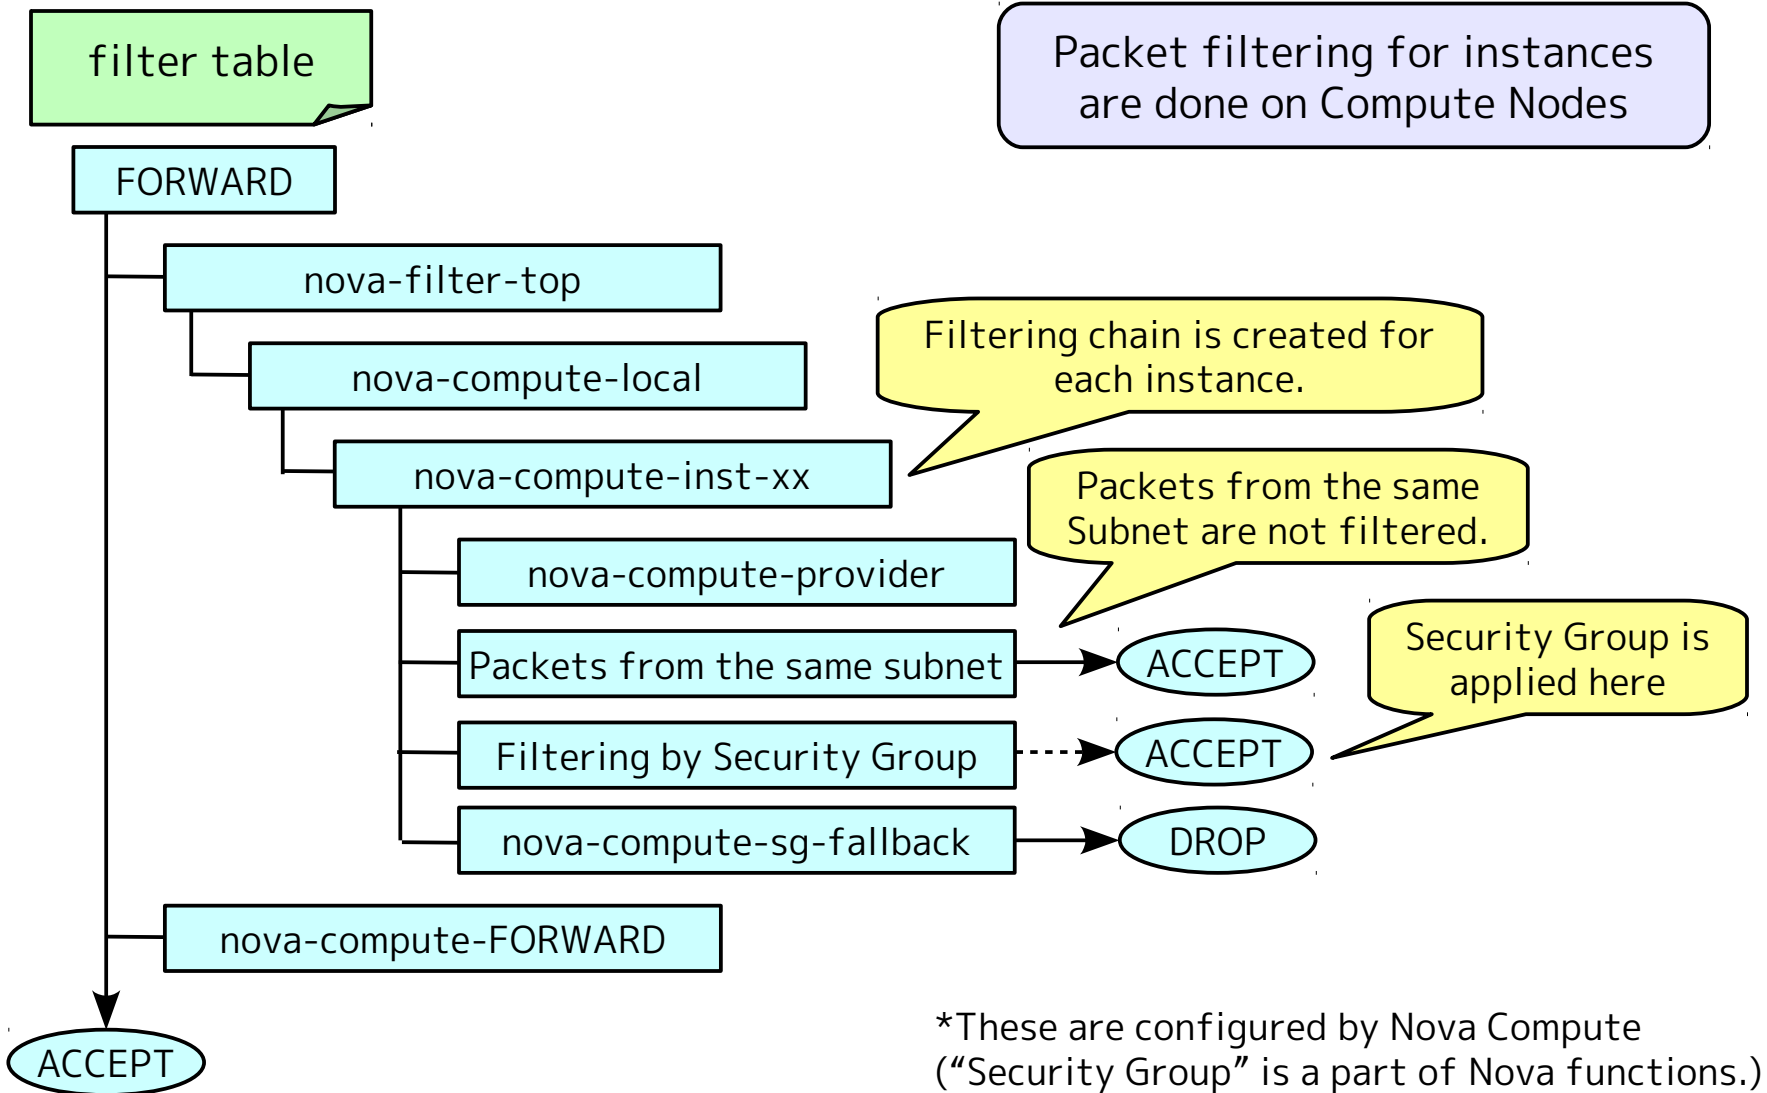 filter table
Packet filtering for instances
are done on Compute Nodes
FORWARD
nova-filter-top
Filtering chain is created for
each instance.
nova-compute-local
nova-compute-inst-xx
Packets from the same
Subnet are not filtered.
nova-compute-provider
Security Group is
applied here
Packets from the same subnet
ACCEPT
Filtering by Security Group
ACCEPT
nova-compute-sg-fallback
DROP
nova-compute-FORWARD
ACCEPT
*These are configured by Nova Compute
(“Security Group” is a part of Nova functions.)